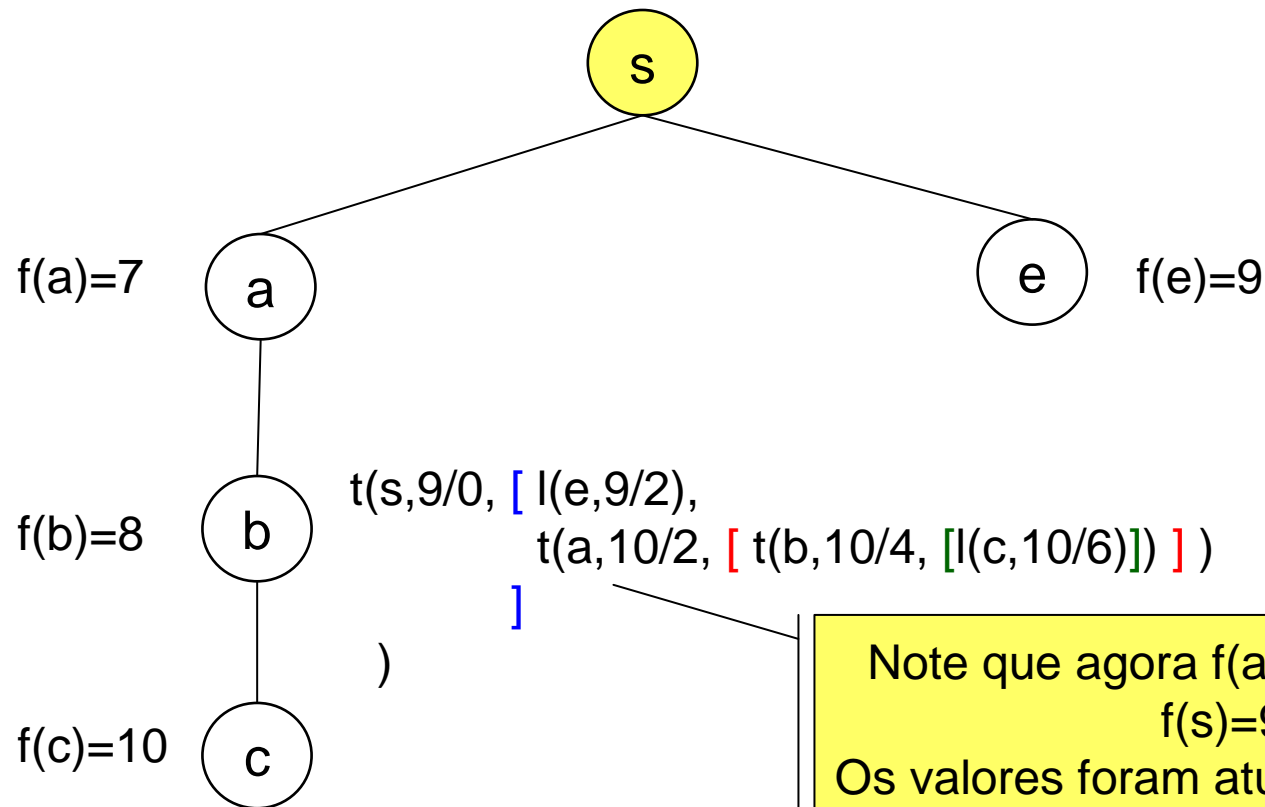 s
f(a)=7
a
e
f(e)=9
f(b)=8
b
t(s,9/0, [ l(e,9/2),
t(a,10/2, [ t(b,10/4, [l(c,10/6)]) ] )
]
)
f(c)=10
c
Note que agora f(a
f(s)=9
Os valores foram